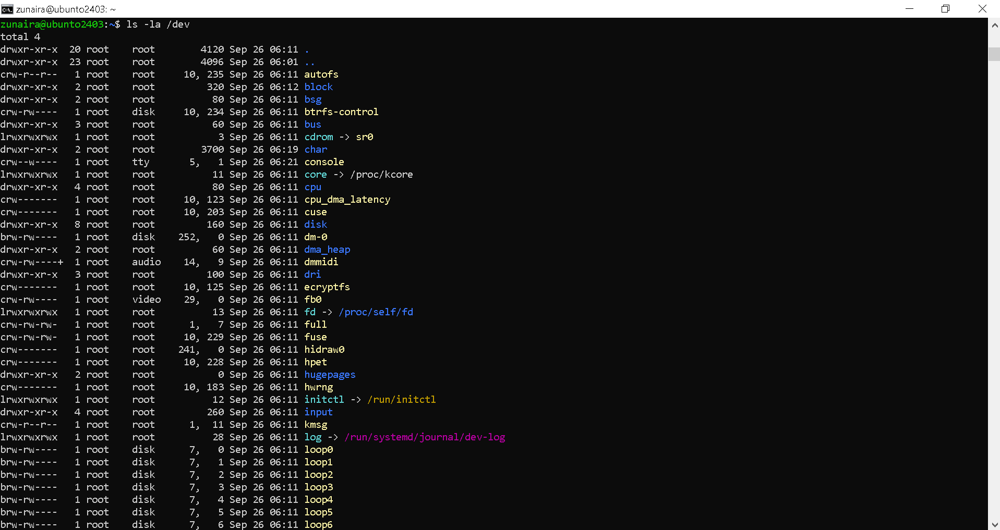 zunaira@ubunto2403: ~
zunaira@ubunto2403:~$ ls -la /dev
total 4
drwxr-xr-x  20 root    root        4120 Sep 26 06:11 .
drwxr-xr-x  23 root    root        4096 Sep 26 06:01 ..
crw-r--r--   1 root    root     10, 235 Sep 26 06:11 autofs
drwxr-xr-x   2 root    root         320 Sep 26 06:12 block
drwxr-xr-x   2 root    root          80 Sep 26 06:11 bsg
crw-rw----   1 root    disk     10, 234 Sep 26 06:11 btrfs-control
drwxr-xr-x   3 root    root          60 Sep 26 06:11 bus
lrwxrwxrwx   1 root    root           3 Sep 26 06:11 cdrom -> sr0
drwxr-xr-x   2 root    root        3700 Sep 26 06:19 char
crw--w----   1 root    tty       5,   1 Sep 26 06:21 console
lrwxrwxrwx   1 root    root          11 Sep 26 06:11 core -> /proc/kcore
drwxr-xr-x   4 root    root          80 Sep 26 06:11 cpu
crw-------   1 root    root     10, 123 Sep 26 06:11 cpu_dma_latency
crw-------   1 root    root     10, 203 Sep 26 06:11 cuse
drwxr-xr-x   8 root    root         160 Sep 26 06:11 disk
brw-rw----   1 root    disk    252,   0 Sep 26 06:11 dm-0
drwxr-xr-x   2 root    root          60 Sep 26 06:11 dma_heap
crw-rw----+  1 root    audio    14,   9 Sep 26 06:11 dmmidi
drwxr-xr-x   3 root    root         100 Sep 26 06:11 dri
crw-------   1 root    root     10, 125 Sep 26 06:11 ecryptfs
crw-rw----   1 root    video    29,   0 Sep 26 06:11 fb0
lrwxrwxrwx   1 root    root          13 Sep 26 06:11 fd -> /proc/self/fd
crw-rw-rw-   1 root    root      1,   7 Sep 26 06:11 full
crw-rw-rw-   1 root    root     10, 229 Sep 26 06:11 fuse
crw-------   1 root    root    241,   0 Sep 26 06:11 hidraw0
crw-------   1 root    root     10, 228 Sep 26 06:11 hpet
drwxr-xr-x   2 root    root           0 Sep 26 06:11 hugepages
crw-------   1 root    root     10, 183 Sep 26 06:11 hwrng
lrwxrwxrwx   1 root    root          12 Sep 26 06:11 initctl -> /run/initctl
drwxr-xr-x   4 root    root         260 Sep 26 06:11 input
crw-r--r--   1 root    root      1,  11 Sep 26 06:11 kmsg
lrwxrwxrwx   1 root    root          28 Sep 26 06:11 log -> /run/systemd/journal/dev-log
brw-rw----   1 root    disk      7,   0 Sep 26 06:11 loop0
brw-rw----   1 root    disk      7,   1 Sep 26 06:11 loop1
brw-rw----   1 root    disk      7,   2 Sep 26 06:11 loop2
brw-rw----   1 root    disk      7,   3 Sep 26 06:11 loop3
brw-rw----   1 root    disk      7,   4 Sep 26 06:11 loop4
brw-rw----   1 root    disk      7,   5 Sep 26 06:11 loop5
brw-rw----   1 root    disk      7,   6 Sep 26 06:11 loop6